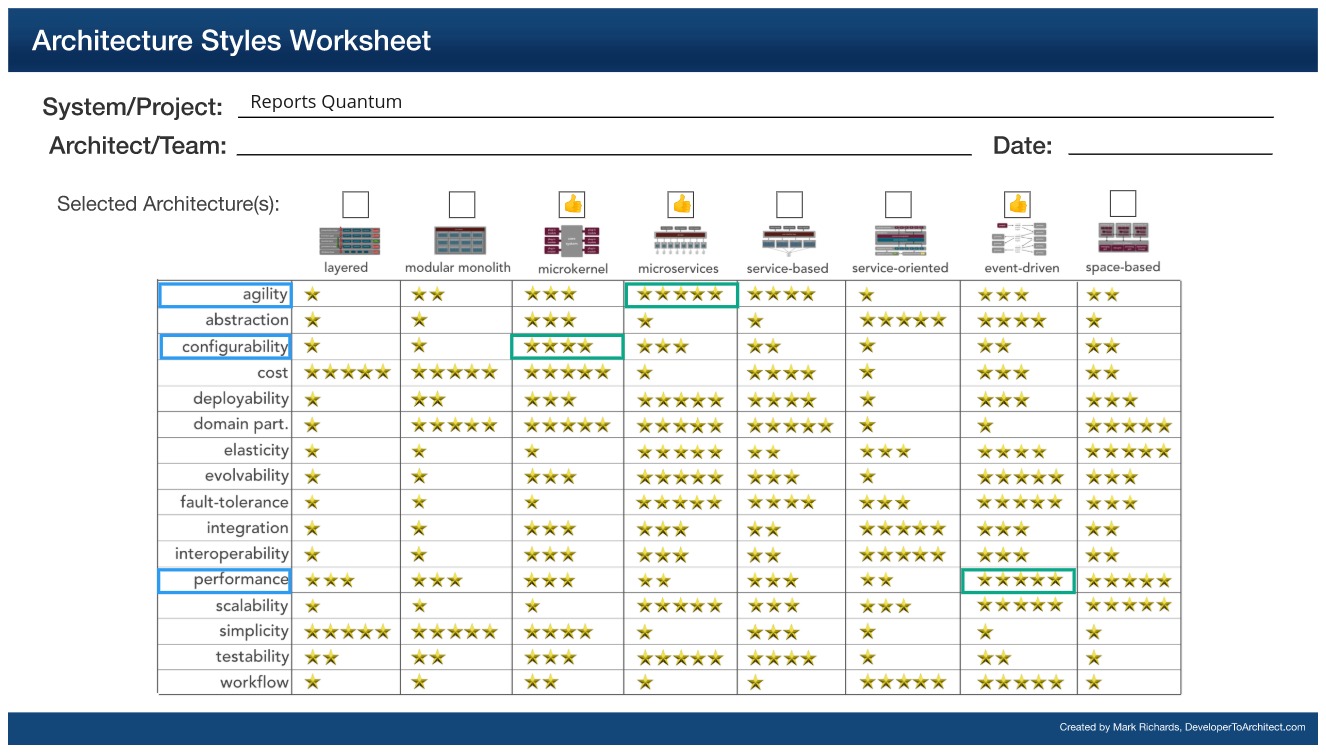 Architecture Styles Worksheet
System/Project: Reports Quantum
Architect/Team: Date:
Selected Architecture(s):
layered modular monolith microkernel microservices service-based service-oriented event-driven space-based
agility
abstraction
configurability
cost
deployability
domain part.
elasticity
evolvability
fault-tolerance
integration
interoperability
performance
scalability
simplicity
testability
workflow
Created by Mark Richards, DeveloperToArchitect.com